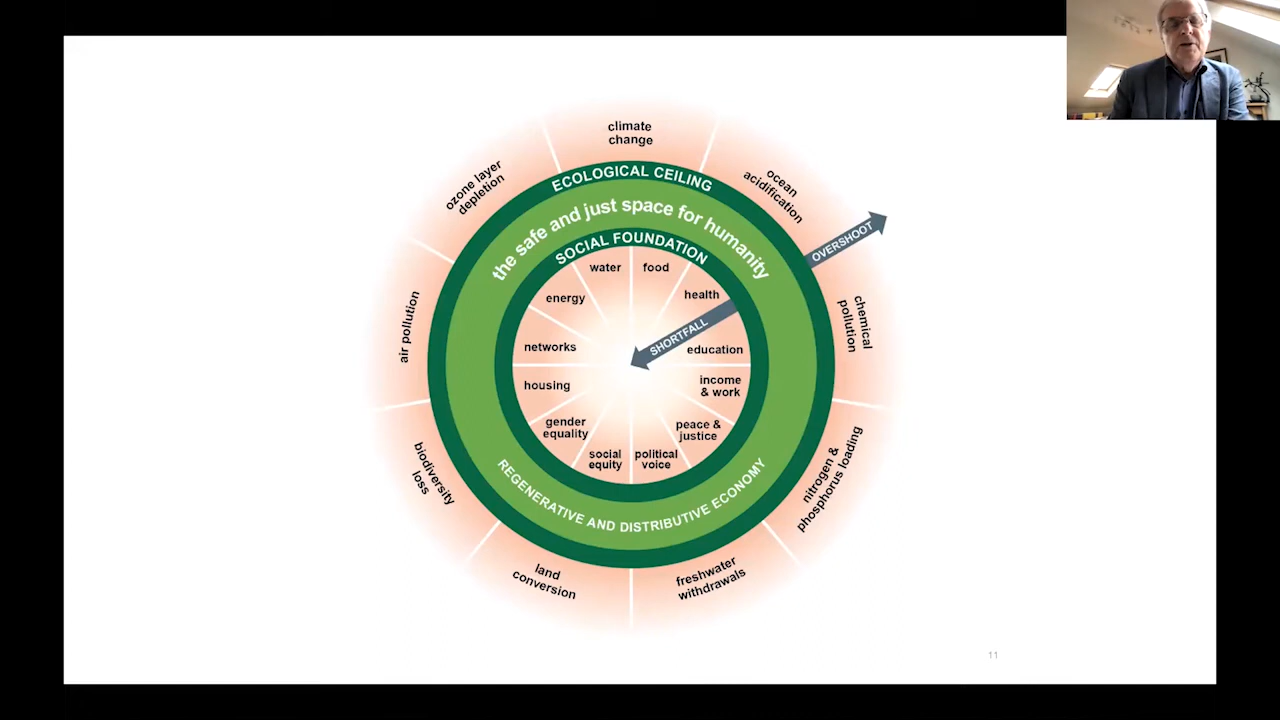 climate
change
ozone layer
depletion
ocean
acidification
ECOLOGICAL CEILING
the safe and just space for humanity
OVERSHOOT
SOCIAL FOUNDATION
water
food
energy
health
SHORTFALL
air pollution
chemical
pollution
networks
education
housing
income
& work
gender
equality
peace &
justice
social
equity
political
voice
biodiversity
loss
nitrogen &
phosphorus loading
REGENERATIVE AND DISTRIBUTIVE ECONOMY
land
conversion
freshwater
withdrawals
11